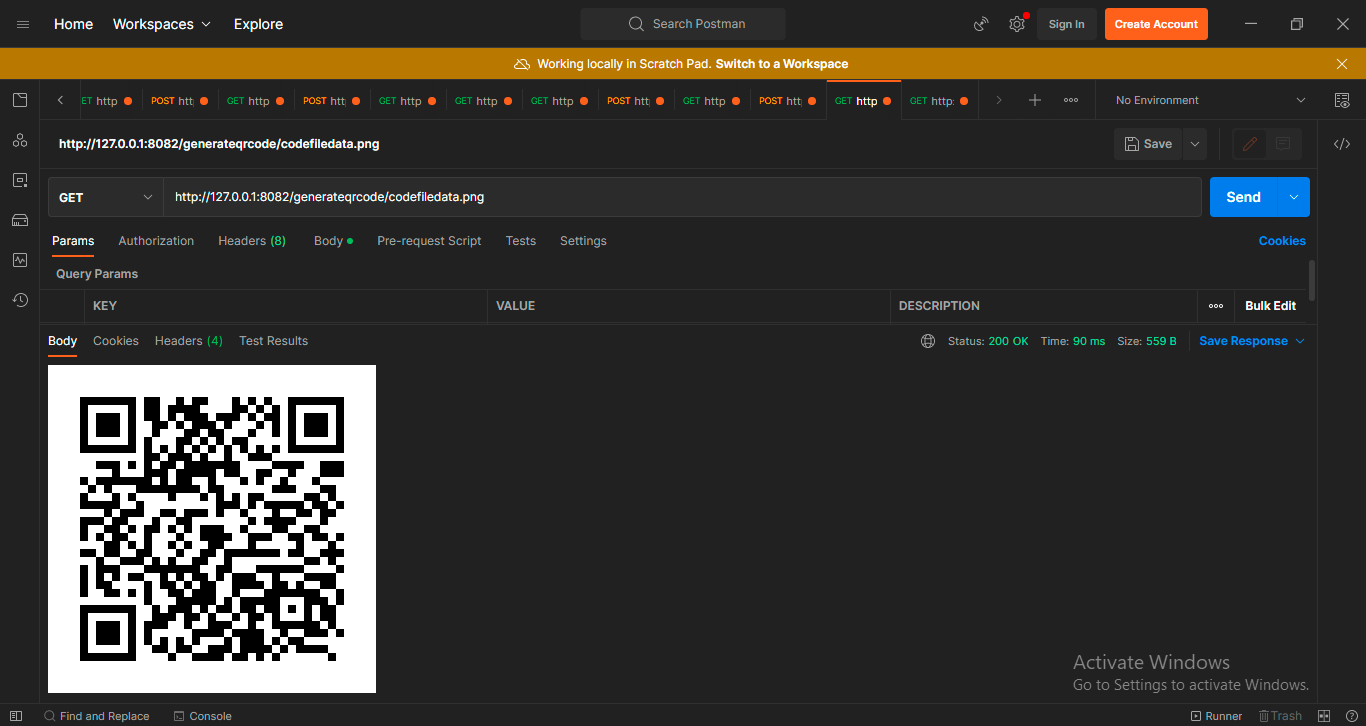 Home Workspaces Explore Search Postman Sign In Create Account
Working locally in Scratch Pad. Switch to a Workspace
ET http POST htt GET http POST htt GET http GET http GET http POST htt GET http POST htt GET http GET http: No Environment
http://127.0.0.1:8082/generateqrcode/codefiledata.png Save
GET http://127.0.0.1:8082/generateqrcode/codefiledata.png Send
Params Authorization Headers (8) Body Pre-request Script Tests Settings Cookies
Query Params
KEY VALUE DESCRIPTION Bulk Edit
Body Cookies Headers (4) Test Results Status: 200 OK Time: 90 ms Size: 559 B Save Response
Activate Windows
Go to Settings to activate Windows.
Find and Replace Console Runner Trash